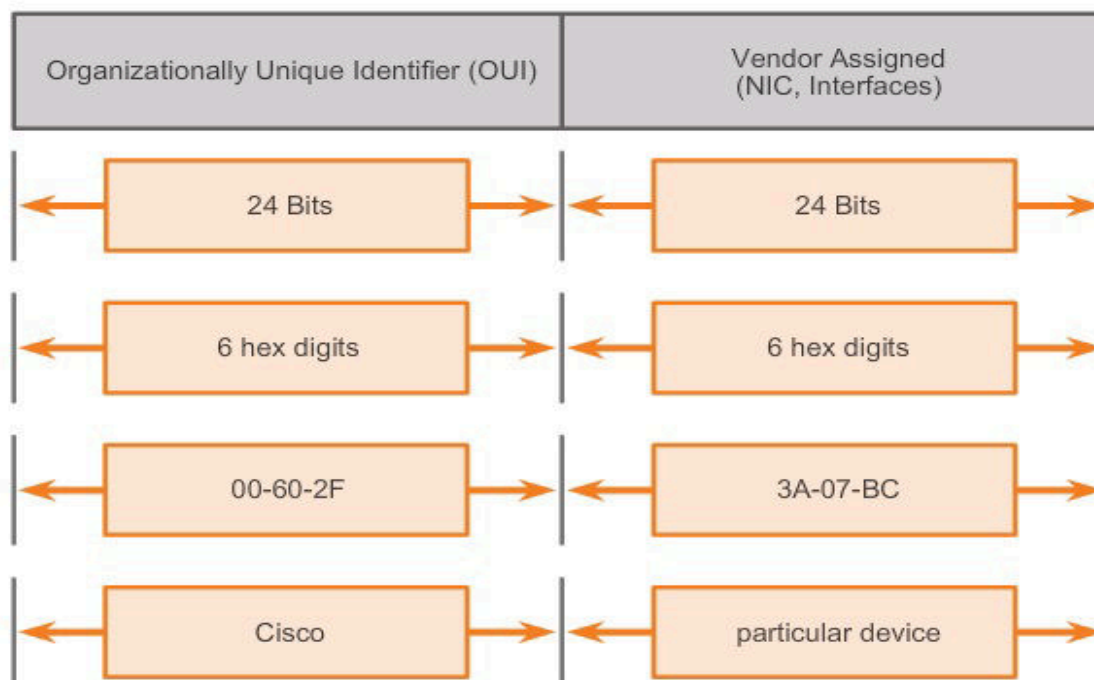 Organizationally Unique Identifier (OUI)
Vendor Assigned
(NIC, Interfaces)
24 Bits
24 Bits
6 hex digits
6 hex digits
00-60-2F
3A-07-BC
Cisco
particular device